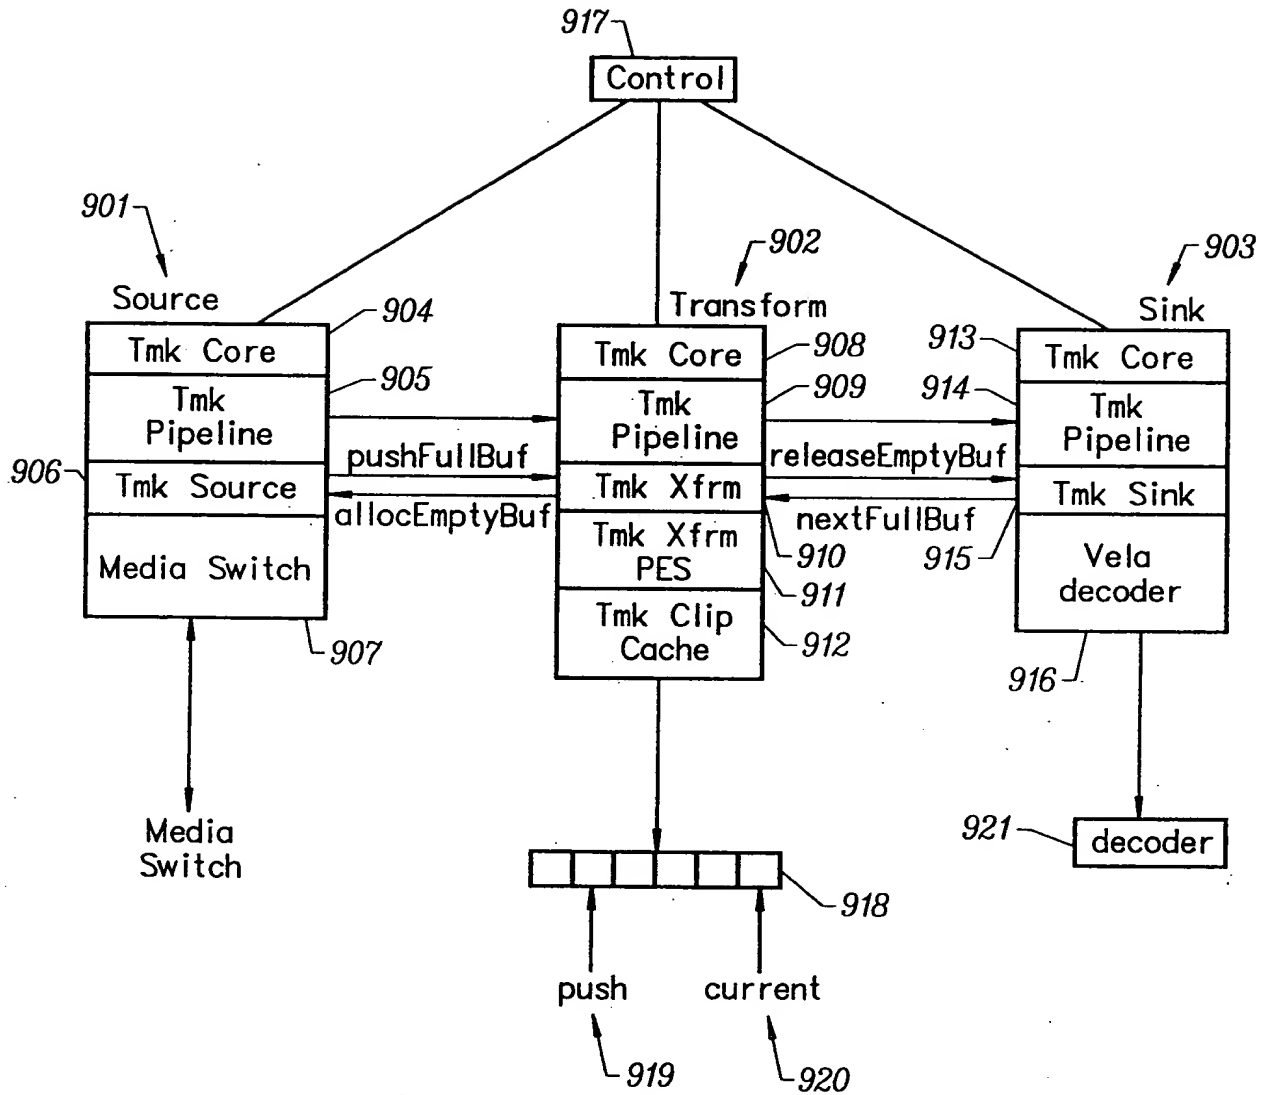 917
Control
901
902
903
Source
Transform
Sink
904
Tmk Core
905
Tmk
Pipeline
906
Tmk Source
Media Switch
907
Media
Switch
pushFullBuf
allocEmptyBuf
Tmk Core
908
Tmk
Pipeline
909
Tmk Xfrm
910
Tmk Xfrm
PES
911
Tmk Clip
Cache
912
releaseEmptyBuf
nextFullBuf
913
Tmk Core
914
Tmk
Pipeline
Tmk Sink
915
Vela
decoder
916
921
decoder
918
push
current
919
920